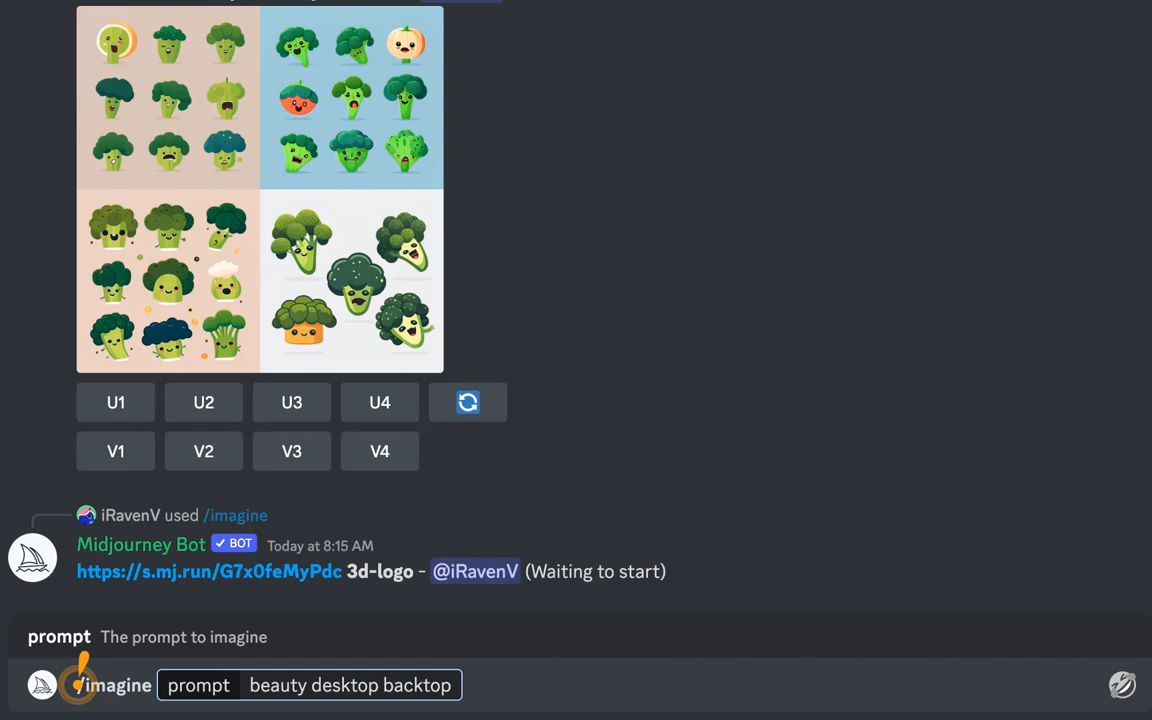 U1 U2 U3 U4
V1 V2 V3 V4
iRavenV used /imagine
Midjourney Bot ✓ BOT Today at 8:15 AM
https://s.mj.run/G7x0feMyPdc 3d-logo - @iRavenV (Waiting to start)
prompt The prompt to imagine
/imagine prompt beauty desktop backtop